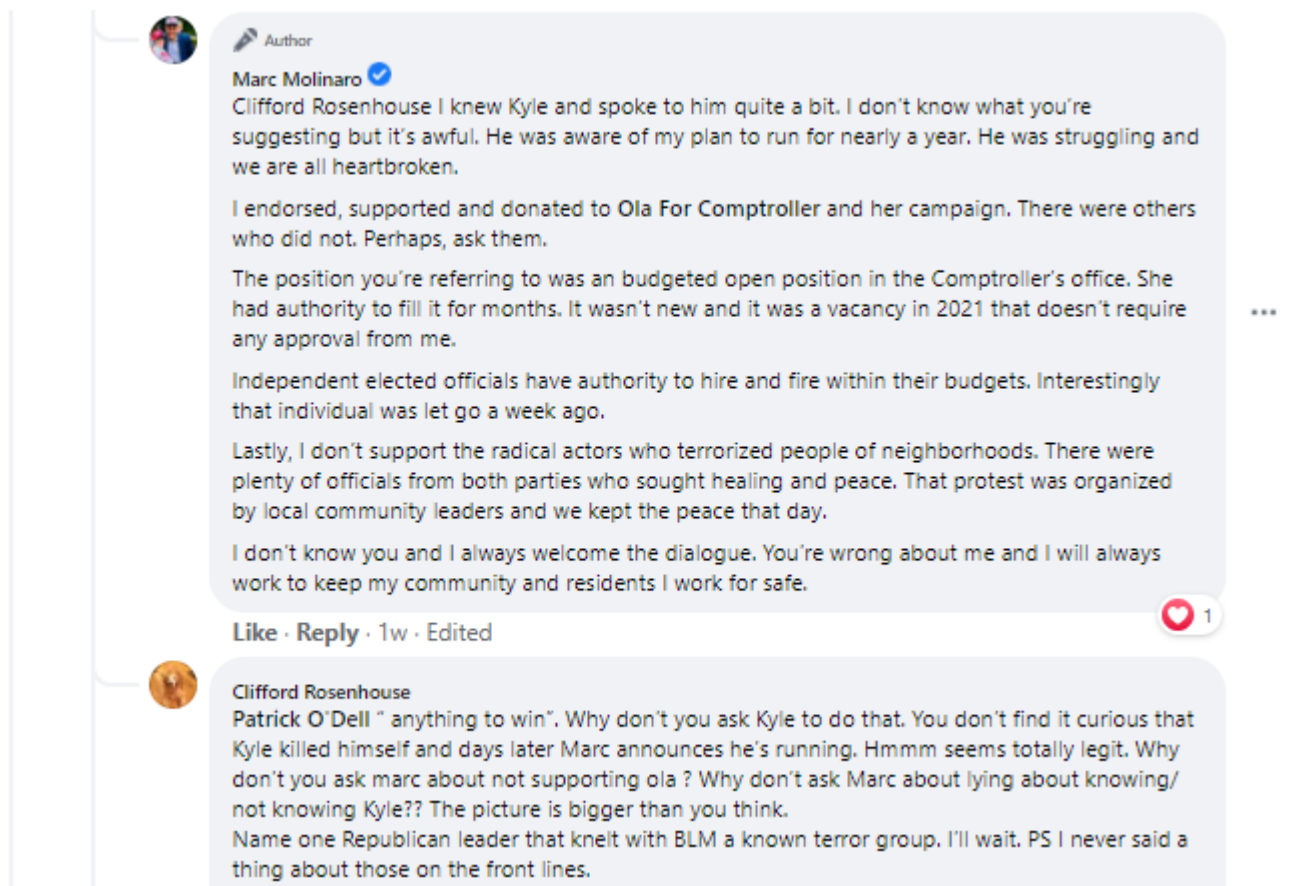 Author
Marc Molinaro
Clifford Rosenhouse I knew Kyle and spoke to him quite a bit. I don't know what you're
suggesting but it's awful. He was aware of my plan to run for nearly a year. He was struggling and
we are all heartbroken.
I endorsed, supported and donated to Ola For Comptroller and her campaign. There were others
who did not. Perhaps, ask them.
The position you're referring to was an budgeted open position in the Comptroller's office. She
had authority to fill it for months. It wasn't new and it was a vacancy in 2021 that doesn't require
any approval from me.
Independent elected officials have authority to hire and fire within their budgets. Interestingly
that individual was let go a week ago.
Lastly, I don't support the radical actors who terrorized people of neighborhoods. There were
plenty of officials from both parties who sought healing and peace. That protest was organized
by local community leaders and we kept the peace that day.
I don't know you and I always welcome the dialogue. You're wrong about me and I will always
work to keep my community and residents I work for safe.
1
Like · Reply · 1w · Edited
Clifford Rosenhouse
Patrick O'Dell " anything to win". Why don't you ask Kyle to do that. You don't find it curious that
Kyle killed himself and days later Marc announces he's running. Hmmm seems totally legit. Why
don't you ask marc about not supporting ola ? Why don't ask Marc about lying about knowing/
not knowing Kyle?? The picture is bigger than you think.
Name one Republican leader that knelt with BLM a known terror group. I'll wait. PS I never said a
thing about those on the front lines.